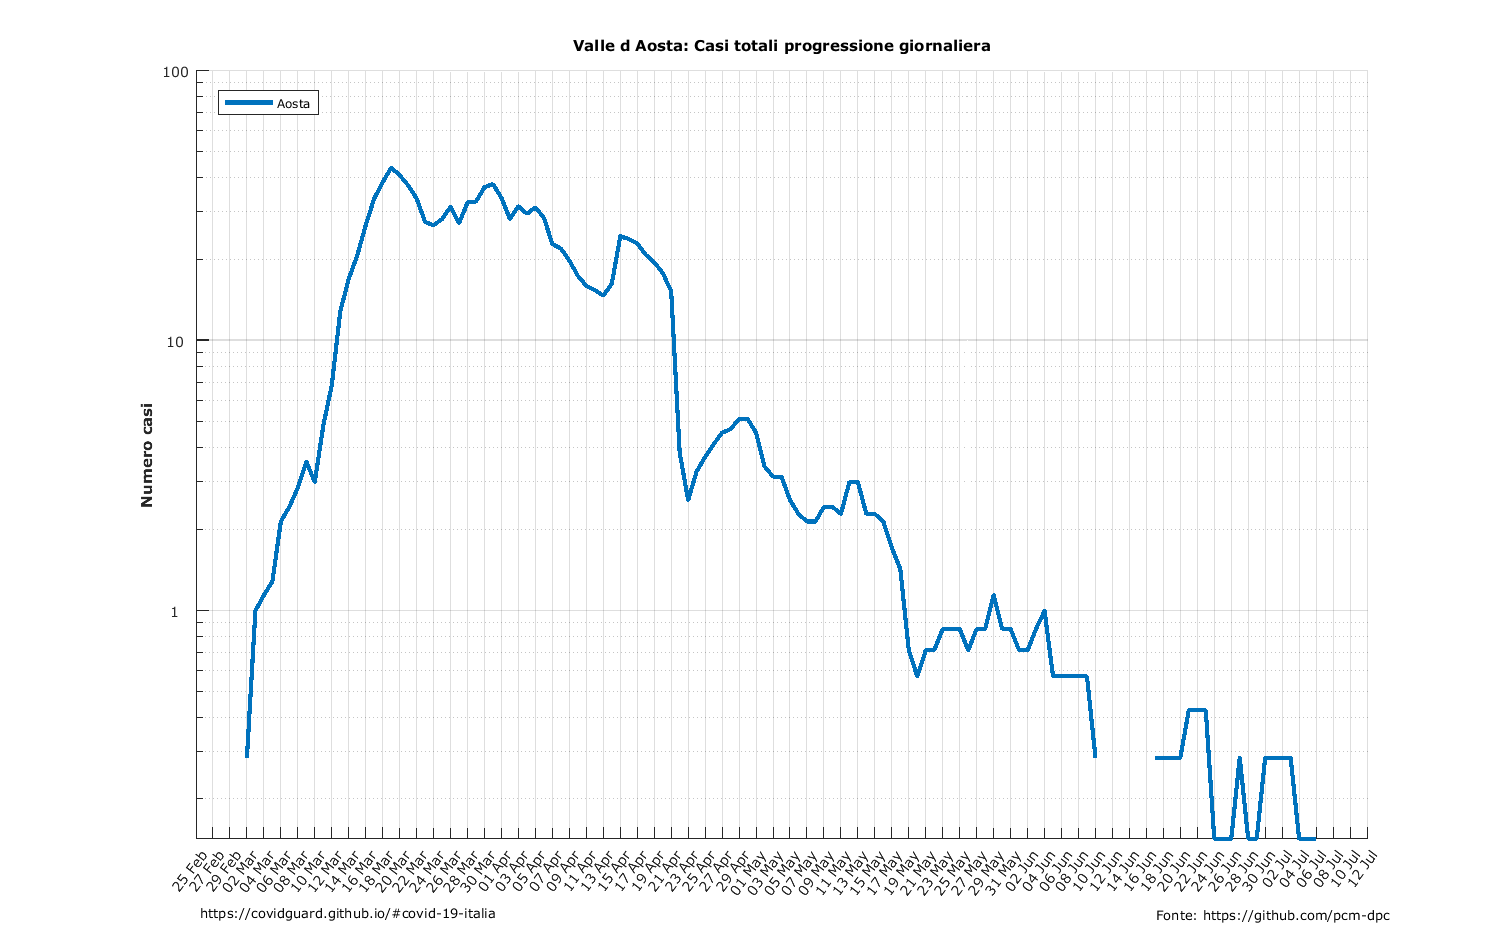 Valle d Aosta: Casi totali progressione giornaliera
100
Aosta
10
Numero casi
1
25 Feb
27 Feb
29 Feb
02 Mar
04 Mar
06 Mar
08 Mar
10 Mar
12 Mar
14 Mar
16 Mar
18 Mar
20 Mar
22 Mar
24 Mar
26 Mar
28 Mar
30 Mar
01 Apr
03 Apr
05 Apr
07 Apr
09 Apr
11 Apr
13 Apr
15 Apr
17 Apr
19 Apr
21 Apr
23 Apr
25 Apr
27 Apr
29 Apr
01 May
03 May
05 May
07 May
09 May
11 May
13 May
15 May
17 May
19 May
21 May
23 May
25 May
27 May
29 May
31 May
02 Jun
04 Jun
06 Jun
08 Jun
10 Jun
12 Jun
14 Jun
16 Jun
18 Jun
20 Jun
22 Jun
24 Jun
26 Jun
28 Jun
30 Jun
02 Jul
04 Jul
06 Jul
08 Jul
10 Jul
12 Jul
https://covidguard.github.io/#covid-19-italia
Fonte: https://github.com/pcm-dpc